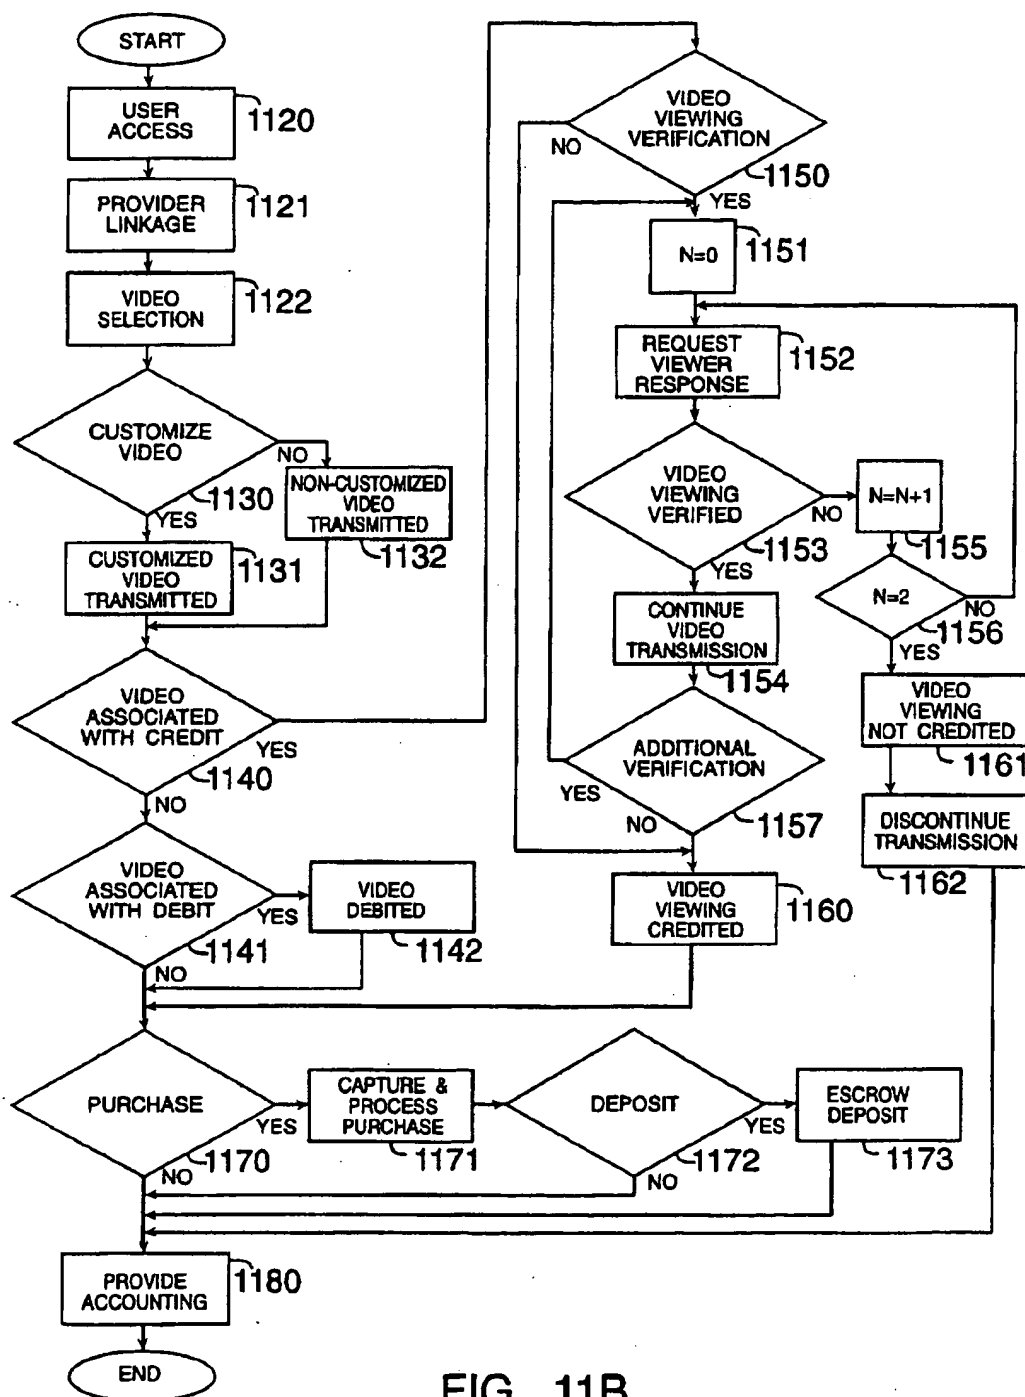 START
USER
ACCESS
1120
PROVIDER
LINKAGE
1121
VIDEO
SELECTION
1122
CUSTOMIZE
VIDEO
1130
NO
YES
NON-CUSTOMIZED
VIDEO
TRANSMITTED
1132
CUSTOMIZED
VIDEO
TRANSMITTED
1131
VIDEO
ASSOCIATED
WITH CREDIT
YES
1140
NO
VIDEO
ASSOCIATED
WITH DEBIT
YES
1141
NO
VIDEO
DEBITED
1142
VIDEO
VIEWING
VERIFICATION
NO
1150
YES
N=0
1151
REQUEST
VIEWER
RESPONSE
1152
VIDEO
VIEWING
VERIFIED
NO
1153
YES
N=N+1
1155
N=2
NO
1156
YES
CONTINUE
VIDEO
TRANSMISSION
1154
VIDEO
VIEWING
NOT CREDITED
1161
ADDITIONAL
VERIFICATION
YES
1157
NO
DISCONTINUE
TRANSMISSION
1162
VIDEO
VIEWING
CREDITED
1160
PURCHASE
YES
1170
NO
CAPTURE &
PROCESS
PURCHASE
1171
DEPOSIT
YES
1172
NO
ESCROW
DEPOSIT
1173
PROVIDE
ACCOUNTING
1180
END
FIG. 11B